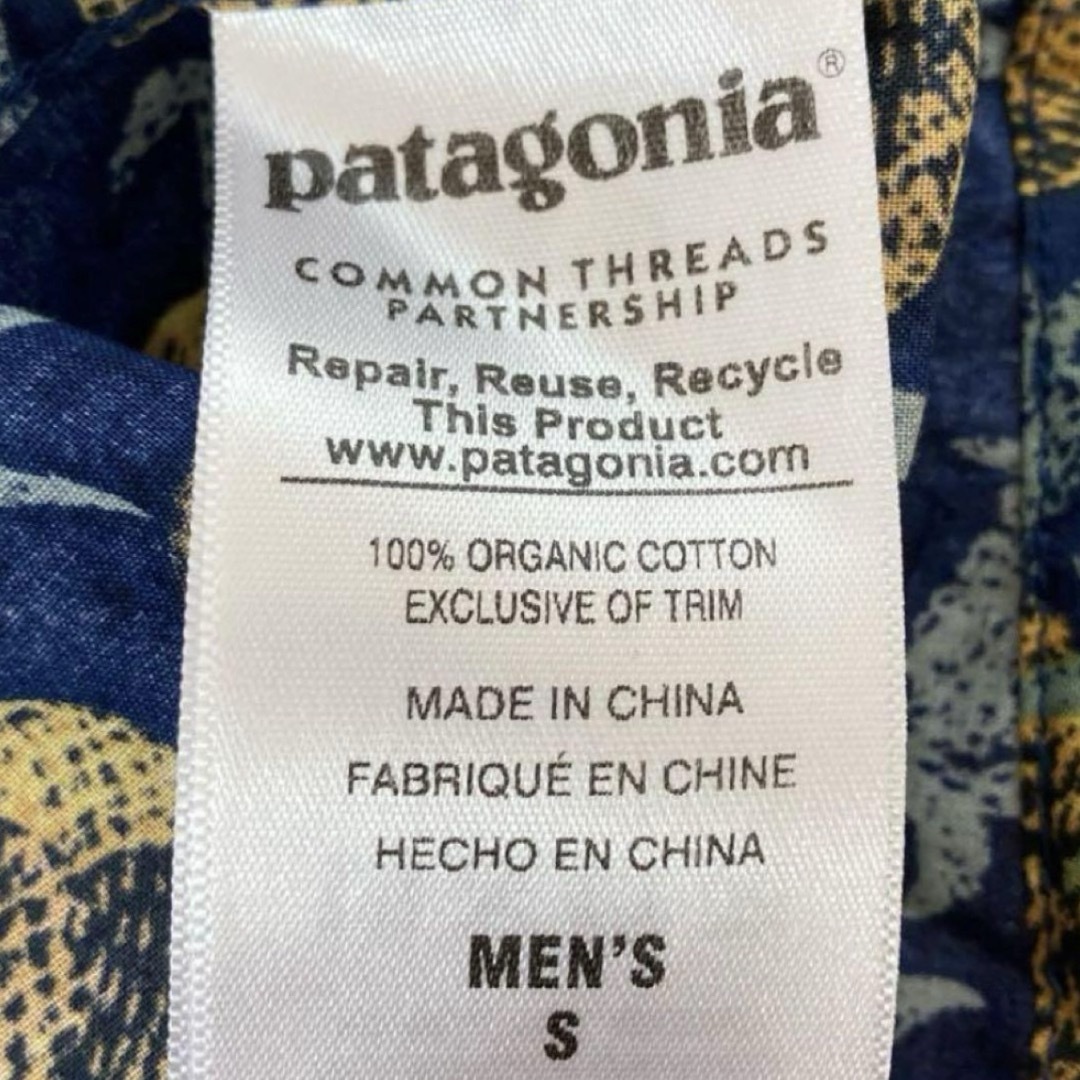 patagonia®
COMMON THREADS
PARTNERSHIP
Repair, Reuse, Recycle
This Product
www.patagonia.com
100% ORGANIC COTTON
EXCLUSIVE OF TRIM
MADE IN CHINA
FABRIQUÉ EN CHINE
HECHO EN CHINA
MEN'S
S